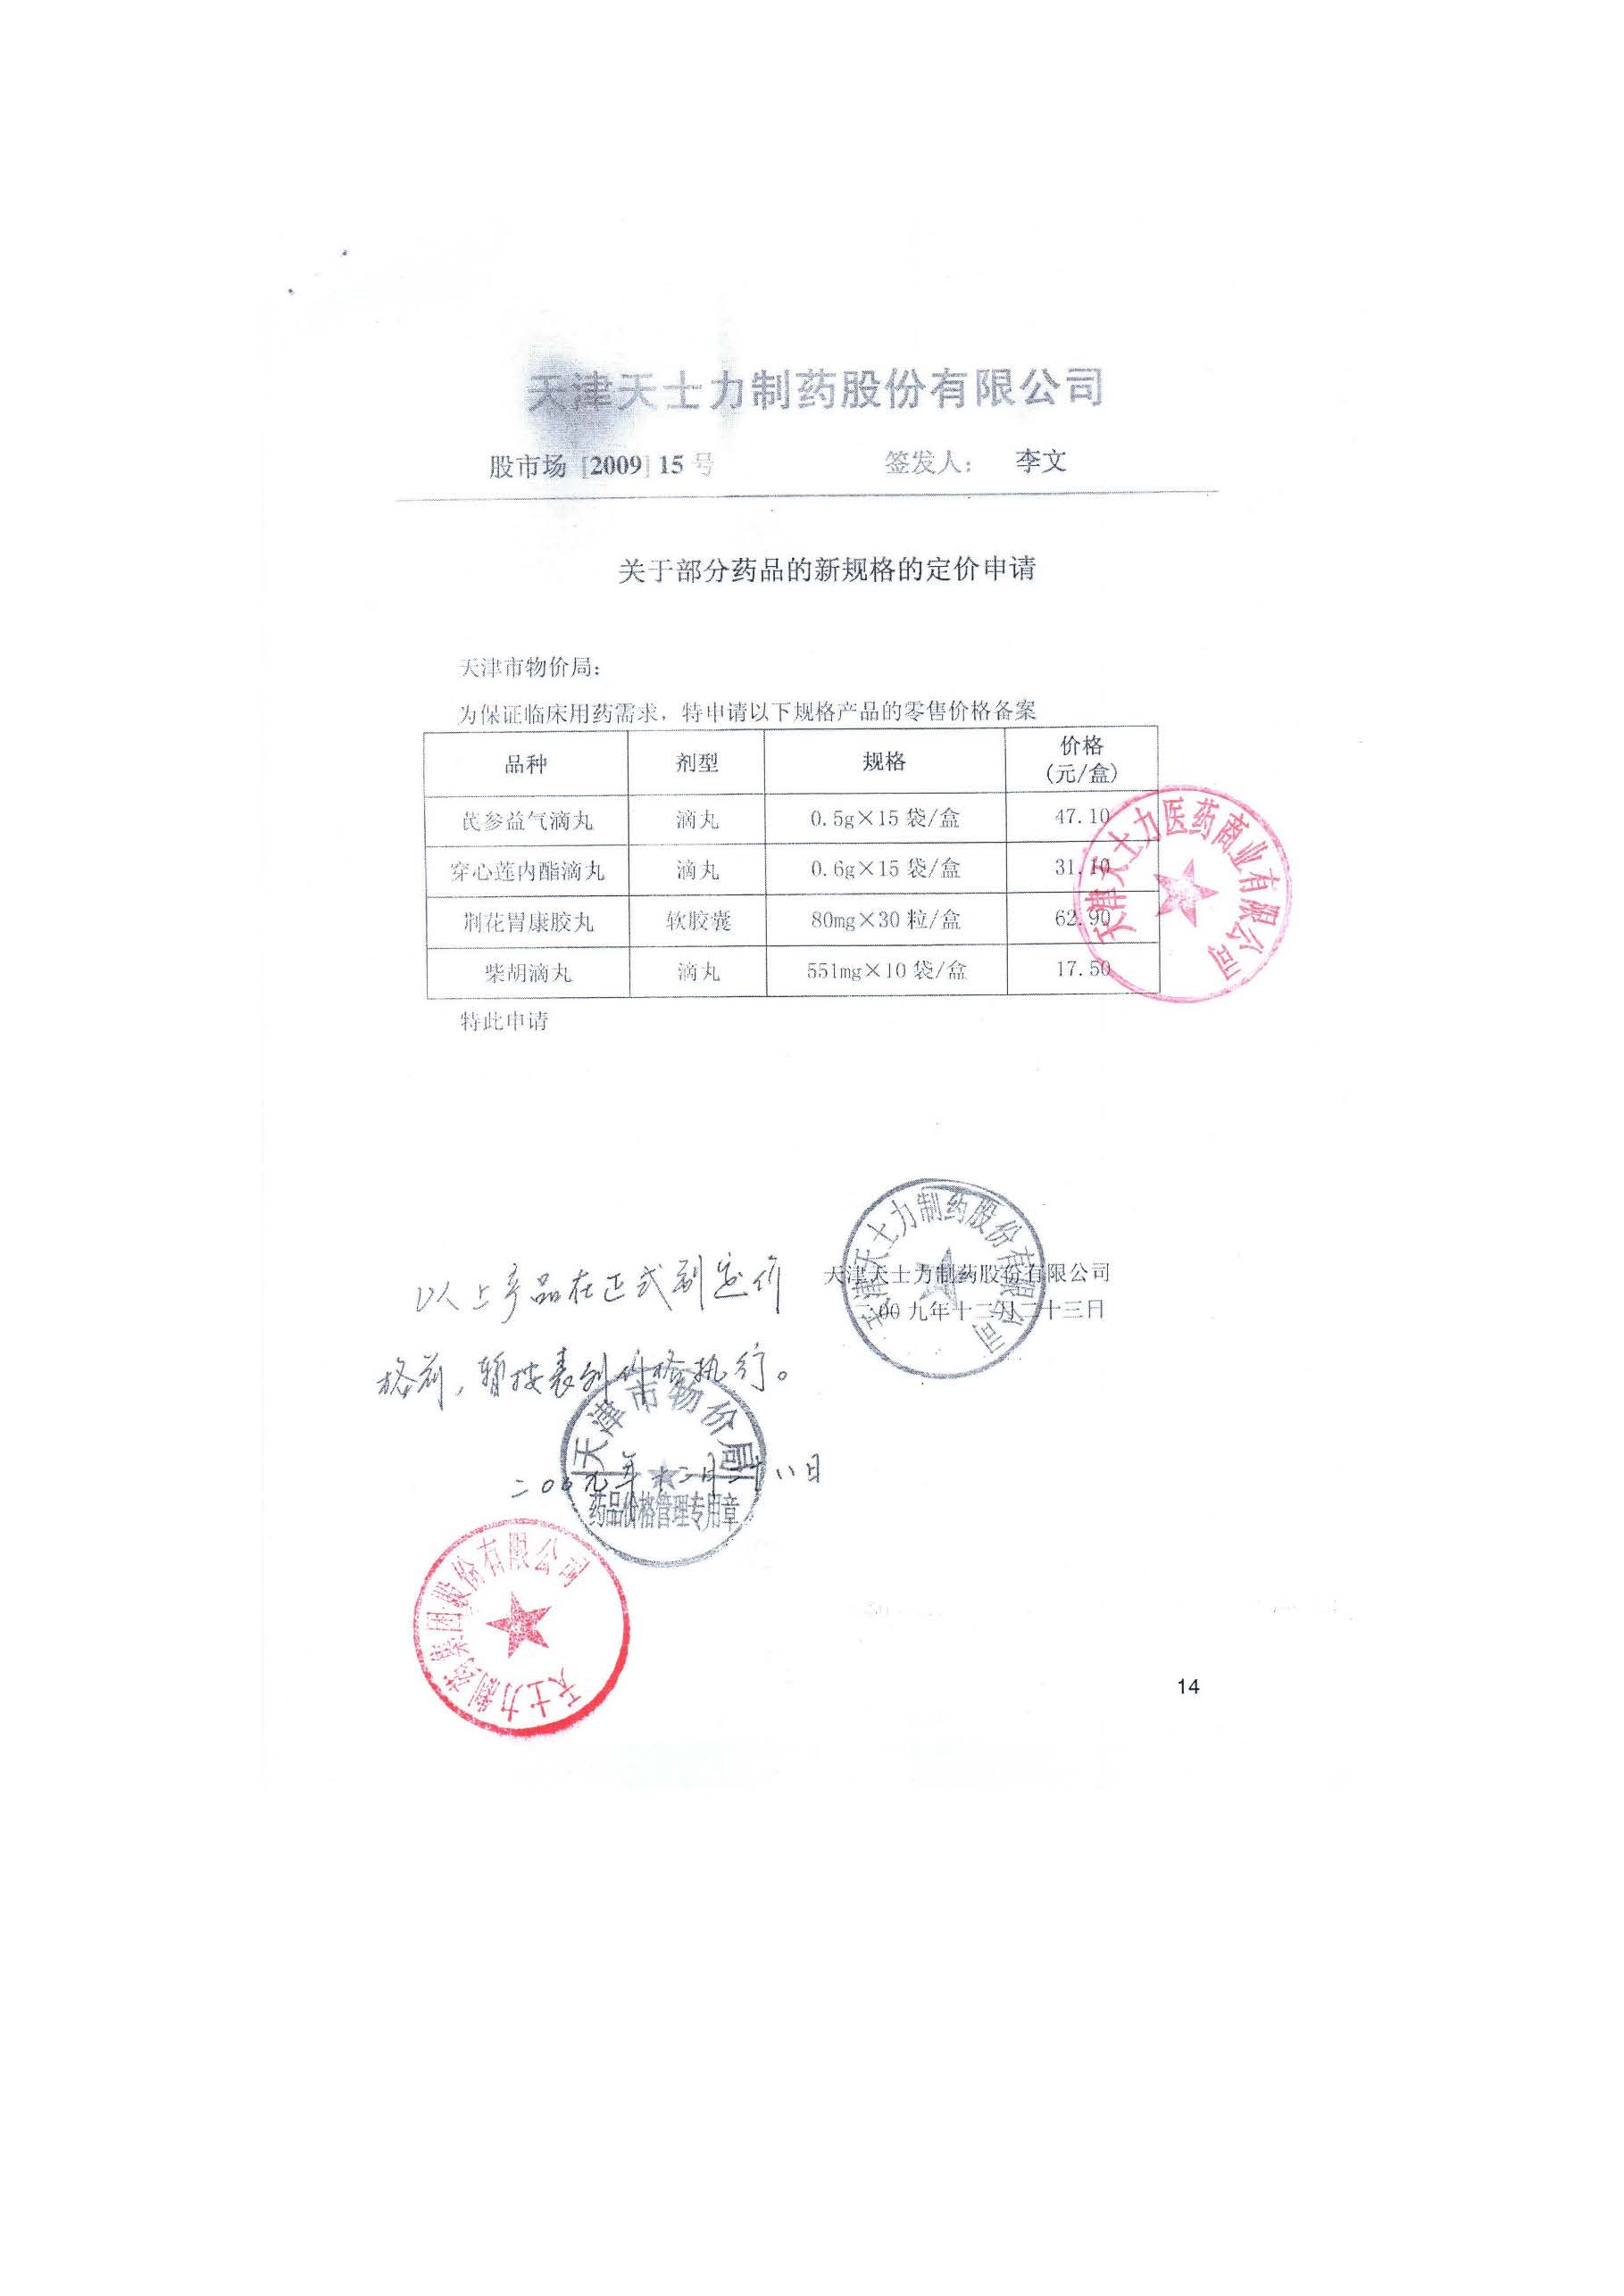 天津天士力制药股份有限公司
股市场 [2009] 15 号 签发人： 李文
关于部分药品的新规格的定价申请
天津市物价局：
为保证临床用药需求，特申请以下规格产品的零售价格备案
品种 剂型 规格 价格
(元/盒)
芪参益气滴丸 滴丸 0.5g×15 袋/盒 47.10
穿心莲内酯滴丸 滴丸 0.6g×15 袋/盒 31.10
荆花胃康胶丸 软胶囊 80mg×30 粒/盒 62.90
柴胡滴丸 滴丸 551mg×10 袋/盒 17.50
天津天士力医药商业有限公司
特此申请
天津天士力制药股份有限公司
天津天士力制药股份有限公司
二00九年十二月二十三日
以上产品在正式制定价
格前，暂按表列价格执行。
天津市物价局
二00九年十二月二十八日
药品价格管理专用章
天士力制药集团股份有限公司
14